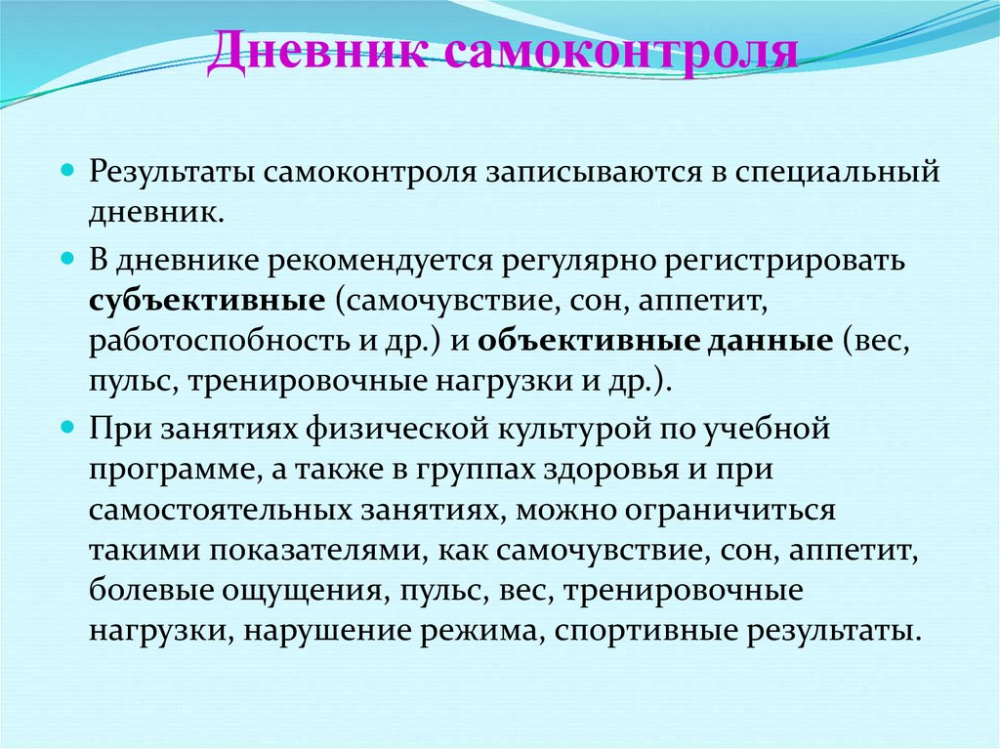 Дневник самоконтроля
Результаты самоконтроля записываются в специальный
дневник.
В дневнике рекомендуется регулярно регистрировать
субъективные (самочувствие, сон, аппетит,
работоспобность и др.) и объективные данные (вес,
пульс, тренировочные нагрузки и др.).
При занятиях физической культурой по учебной
программе, а также в группах здоровья и при
самостоятельных занятиях, можно ограничиться
такими показателями, как самочувствие, сон, аппетит,
болевые ощущения, пульс, вес, тренировочные
нагрузки, нарушение режима, спортивные результаты.